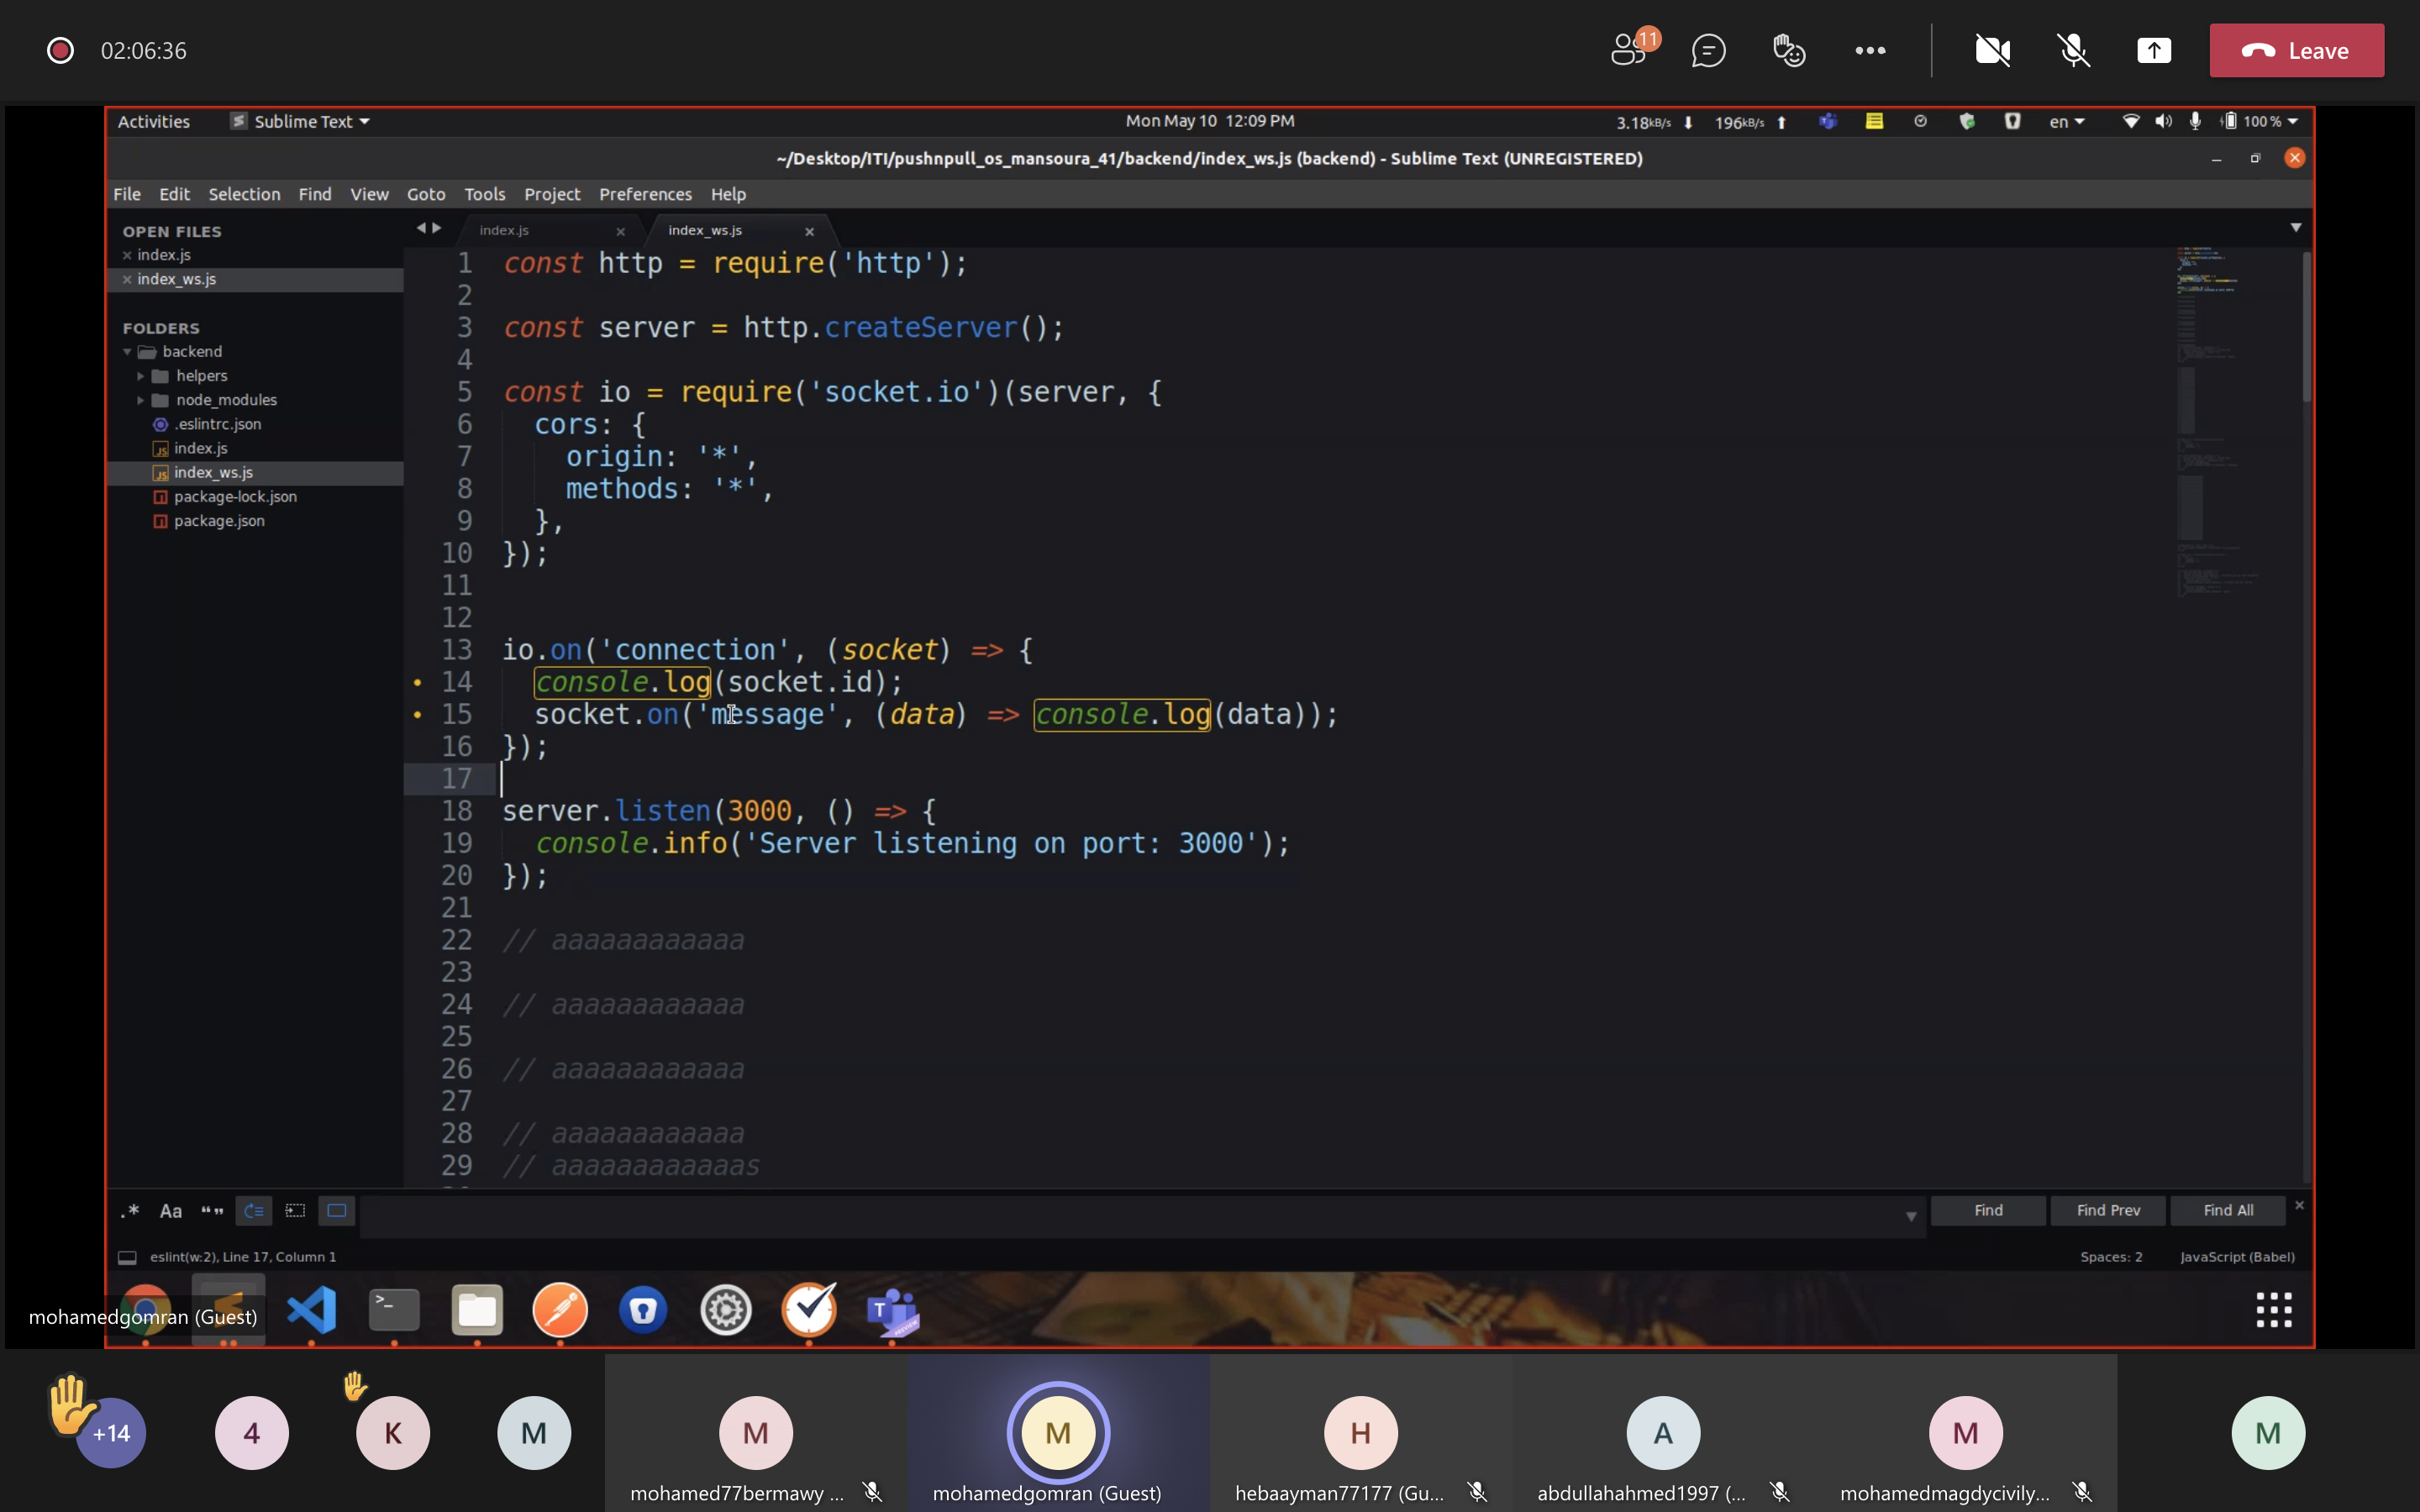 02:06:36
11
Leave
Activities
Sublime Text
Mon May 10 12:09 PM
3.18kB/s
196kB/s
en
100 %
~/Desktop/ITI/pushnpull_os_mansoura_41/backend/index_ws.js (backend) - Sublime Text (UNREGISTERED)
File Edit Selection Find View Goto Tools Project Preferences Help
OPEN FILES
index.js
index_ws.js
FOLDERS
backend
helpers
node_modules
.eslintrc.json
index.js
index_ws.js
package-lock.json
package.json
index.js
index_ws.js
1 const http = require('http');
2
3 const server = http.createServer();
4
5 const io = require('socket.io')(server, {
6 cors: {
7 origin: '*',
8 methods: '*',
9 },
10 });
11
12
13 io.on('connection', (socket) => {
14 console.log(socket.id);
15 socket.on('message', (data) => console.log(data));
16 });
17
18 server.listen(3000, () => {
19 console.info('Server listening on port: 3000');
20 });
21
22 // aaaaaaaaaaaa
23
24 // aaaaaaaaaaaa
25
26 // aaaaaaaaaaaa
27
28 // aaaaaaaaaaaa
29 // aaaaaaaaaaaas
.* Aa “”
Find
Find Prev
Find All
eslint(w:2), Line 17, Column 1
Spaces: 2
JavaScript (Babel)
mohamedgomran (Guest)
+14
4
K
M
M
mohamed77bermawy ...
M
mohamedgomran (Guest)
H
hebaayman77177 (Gu...
A
abdullahahmed1997 (...
M
mohamedmagdycivily...
M